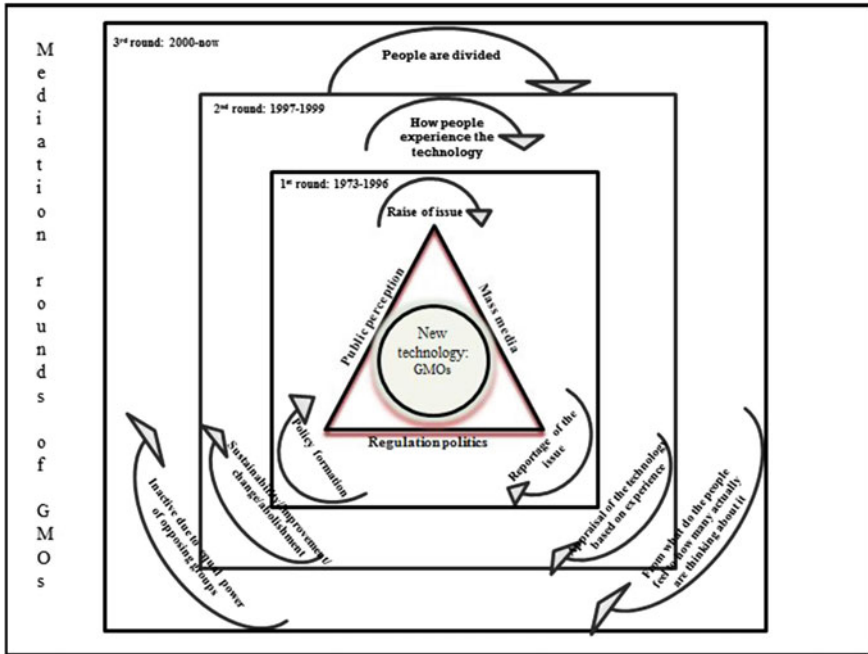 Mediation rounds of GMOs
3rd round: 2000-now
People are divided
2nd round: 1997-1999
How people
experience the
technology
1st round: 1973-1996
Raise of issue
Public perception
Mass media
New
technology:
GMOs
Regulation politics
Policy formation
Reportage of the
issue
Sustainability/improvement/
change/abolishment
Appraisal of the technology
based on experience
Inactive due to equal power
of opposing groups
From what do the people
feel to how many actually
are thinking about it